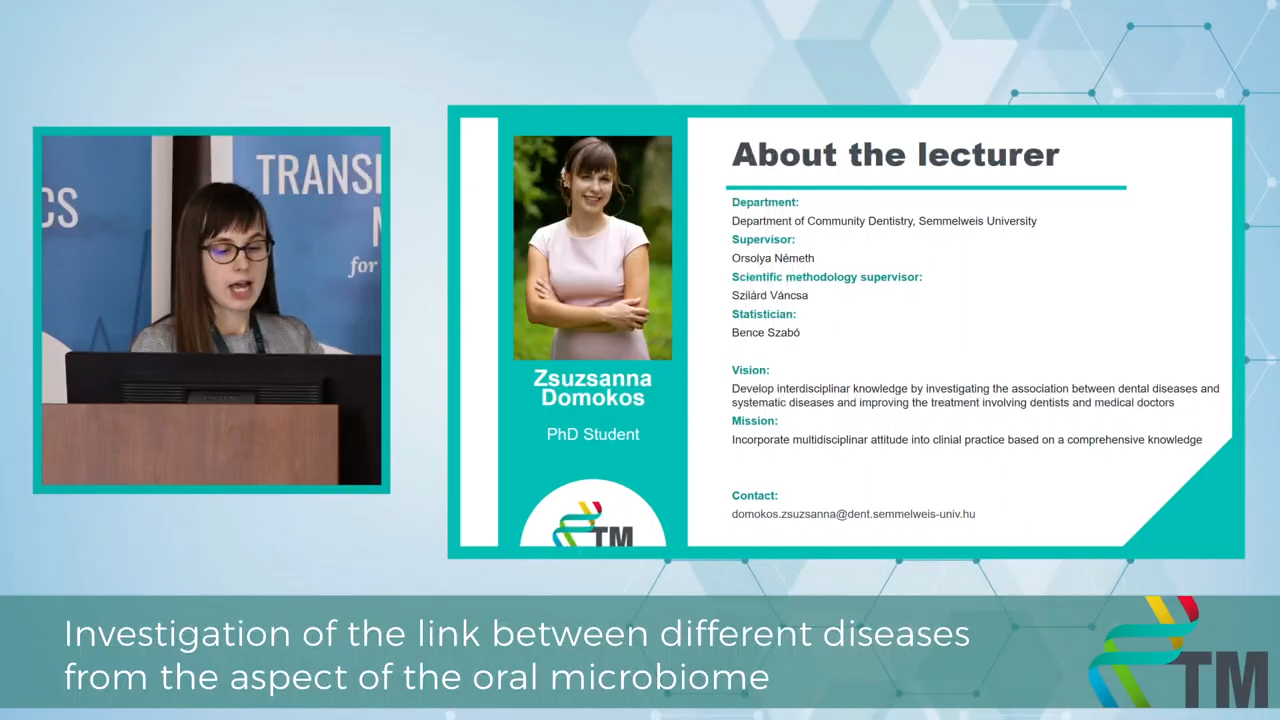 CS
TRANSL
for
About the lecturer
Department:
Department of Community Dentistry, Semmelweis University
Supervisor:
Orsolya Németh
Scientific methodology supervisor:
Szilárd Váncsa
Statistician:
Bence Szabó
Vision:
Develop interdisciplinar knowledge by investigating the association between dental diseases and
systematic diseases and improving the treatment involving dentists and medical doctors
Mission:
Incorporate multidisciplinar attitude into clinial practice based on a comprehensive knowledge
Contact:
domokos.zsuzsanna@dent.semmelweis-univ.hu
Zsuzsanna
Domokos
PhD Student
TM
Investigation of the link between different diseases
from the aspect of the oral microbiome
TM